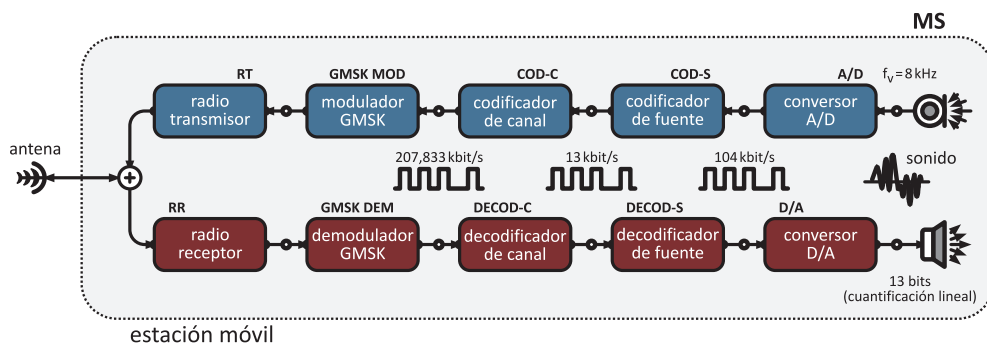 MS
RT
GMSK MOD
COD-C
COD-S
A/D
fᵥ = 8 kHz
radio
transmisor
modulador
GMSK
codificador
de canal
codificador
de fuente
conversor
A/D
antena
207,833 kbit/s
13 kbit/s
104 kbit/s
sonido
RR
GMSK DEM
DECOD-C
DECOD-S
D/A
radio
receptor
demodulador
GMSK
decodificador
de canal
decodificador
de fuente
conversor
D/A
13 bits
(cuantificación lineal)
estación móvil